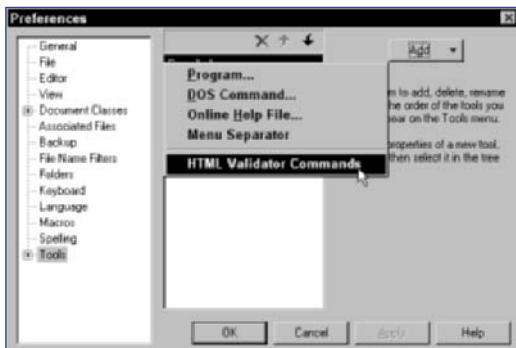 Preferences
General
File
Editor
View
Document Classes
Associated Files
Backup
File Name Filters
Folders
Keyboard
Language
Macros
Spelling
Tools
Add
Program...
DOS Command...
Online Help File...
Menu Separator
HTML Validator Commands
to add, delete, rename
he order of the tools you
ear on the Tools menu.
properties of a new tool,
then select it in the tree
OK
Cancel
Apply
Help